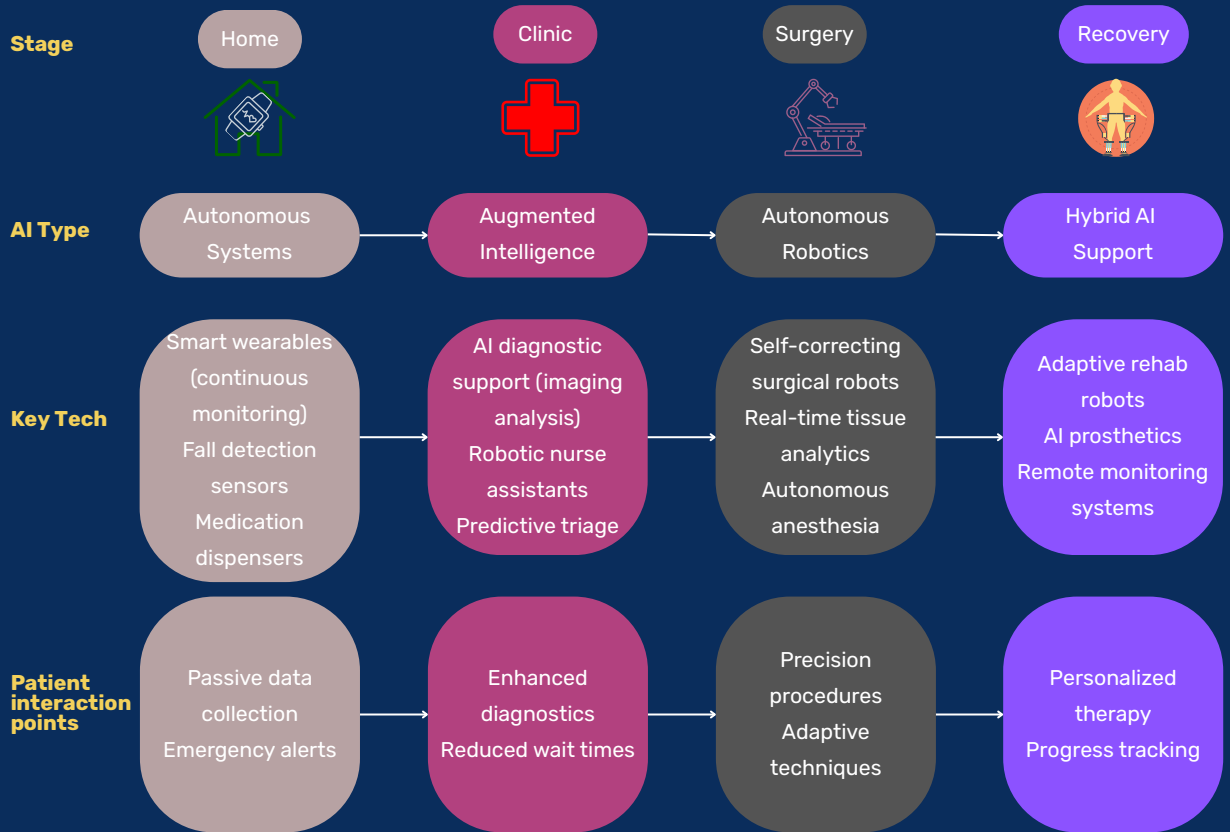 Stage
Home
Clinic
Surgery
Recovery
AI Type
Autonomous
Systems
Augmented
Intelligence
Autonomous
Robotics
Hybrid AI
Support
Key Tech
Smart wearables
(continuous
monitoring)
Fall detection
sensors
Medication
dispensers
AI diagnostic
support (imaging
analysis)
Robotic nurse
assistants
Predictive triage
Self-correcting
surgical robots
Real-time tissue
analytics
Autonomous
anesthesia
Adaptive rehab
robots
AI prosthetics
Remote monitoring
systems
Patient
interaction
points
Passive data
collection
Emergency alerts
Enhanced
diagnostics
Reduced wait times
Precision
procedures
Adaptive
techniques
Personalized
therapy
Progress tracking